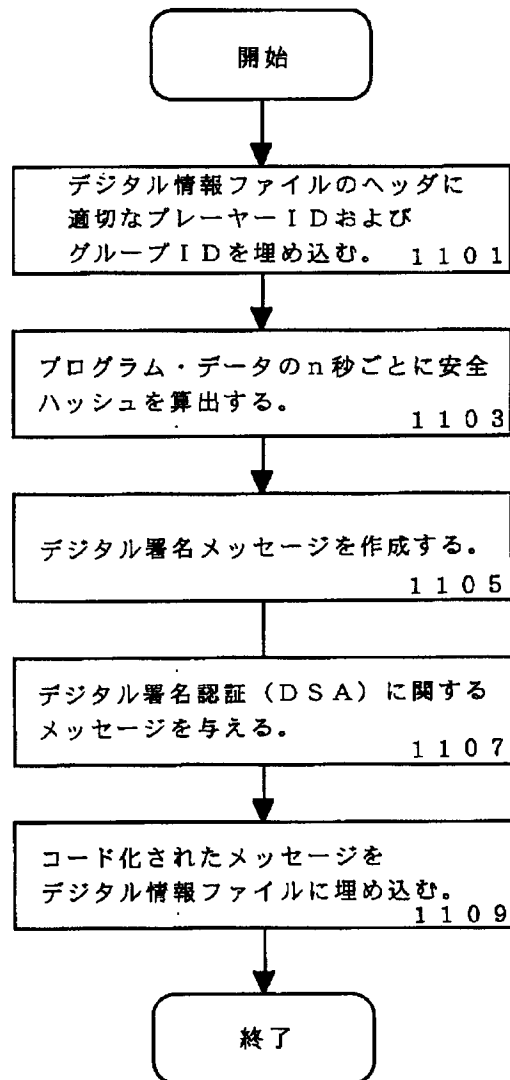 開始
デジタル情報ファイルのヘッダに
適切なプレーヤーIDおよび
グループIDを埋め込む。 1101
プログラム・データのn秒ごとに安全
ハッシュを算出する。
1103
デジタル署名メッセージを作成する。
1105
デジタル署名認証(DSA)に関する
メッセージを与える。
1107
コード化されたメッセージを
デジタル情報ファイルに埋め込む。
1109
終了